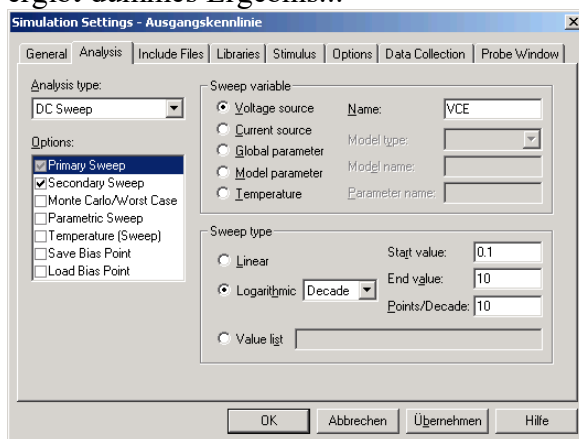 ergibt dummes Ergebnis...
Simulation Settings - Ausgangskennlinie
General Analysis Include Files Libraries Stimulus Options Data Collection Probe Window
Analysis type:
DC Sweep
Options:
Primary Sweep
Secondary Sweep
Monte Carlo/Worst Case
Parametric Sweep
Temperature (Sweep)
Save Bias Point
Load Bias Point
Sweep variable
Voltage source
Name: VCE
Current source
Model type:
Global parameter
Model parameter
Model name:
Temperature
Parameter name:
Sweep type
Linear
Start value: 0.1
Logarithmic Decade
End value: 10
Points/Decade: 10
Value list
OK Abbrechen Übernehmen Hilfe